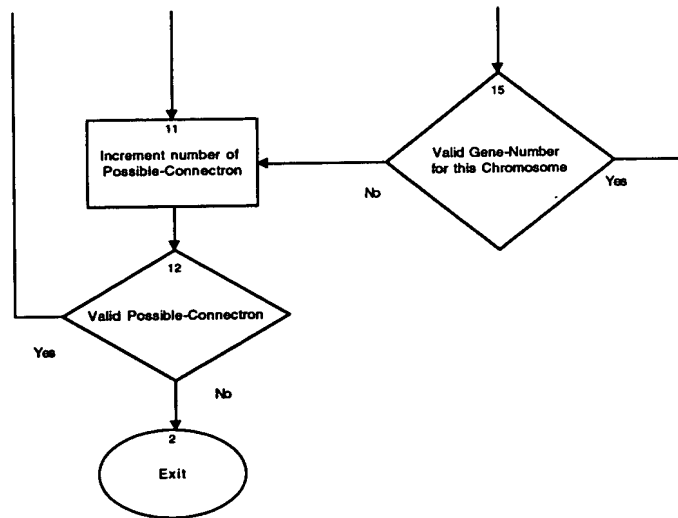 11
Increment number of
Possible-Connectron
15
Valid Gene-Number
for this Chromosome
No
Yes
12
Valid Possible-Connectron
Yes
No
2
Exit